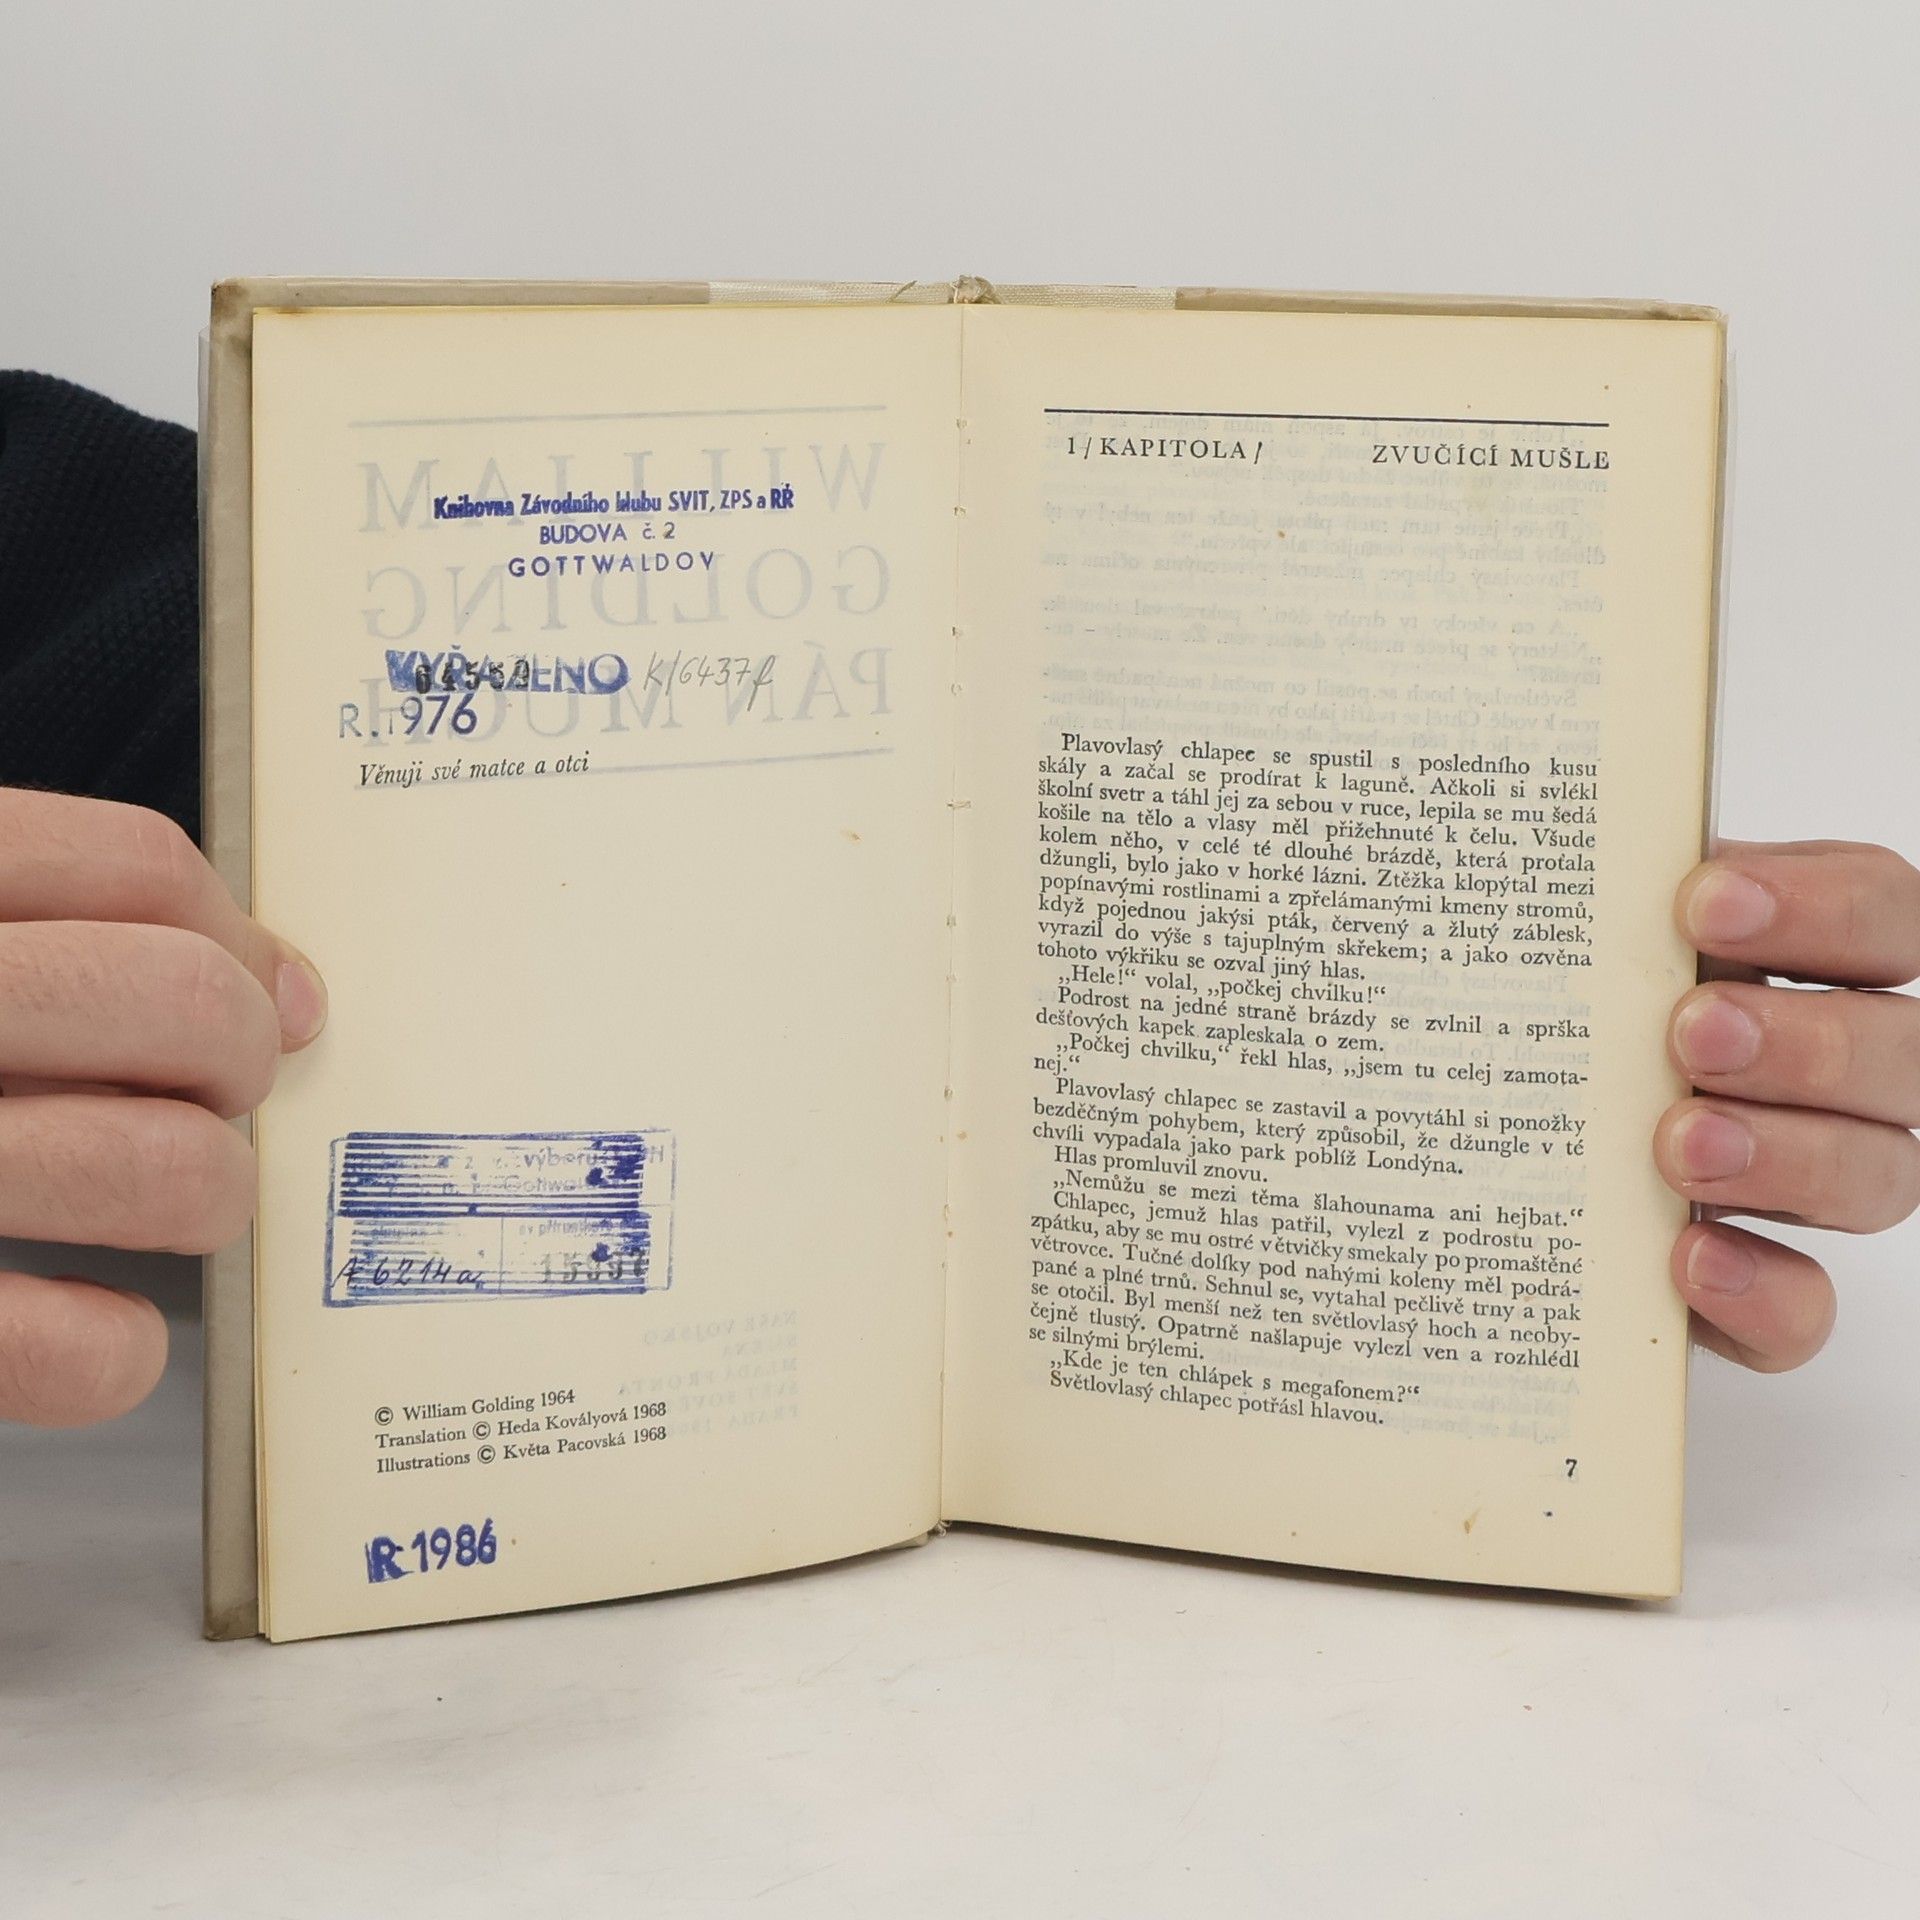 Knihovna Závodního klubu SVIT, ZPS a RŘ
BUDOVA č. 2
GOTTWALDOV
VYŘAZENO
64559
K/6437f
R. 1976
Věnuji své matce a otci
výběru
Gottwal
A 6214a
© William Golding 1964
Translation © Heda Kovályová 1968
Illustrations © Květa Pacovská 1968
R 1986
WILLIAM
GOLDING
PÁN MUCH
1/ KAPITOLA / ZVUČÍCÍ MUŠLE
Plavovlasý chlapec se spustil s posledního kusu
skály a začal se prodírat k laguně. Ačkoli si svlékl
školní svetr a táhl jej za sebou v ruce, lepila se mu šedá
košile na tělo a vlasy měl přižehnuté k čelu. Všude
kolem něho, v celé té dlouhé brázdě, která proťala
džungli, bylo jako v horké lázni. Ztěžka klopýtal mezi
popínavými rostlinami a zpřelámanými kmeny stromů,
když pojednou jakýsi pták, červený a žlutý záblesk,
vyrazil do výše s tajuplným skřekem; a jako ozvěna
tohoto výkřiku se ozval jiný hlas.
„Hele!“ volal, „počkej chvilku!“
Podrost na jedné straně brázdy se zvlnil a sprška
dešťových kapek zapleskala o zem.
„Počkej chvilku,“ řekl hlas, „jsem tu celej zamota-
nej.“
Plavovlasý chlapec se zastavil a povytáhl si ponožky
bezděčným pohybem, který způsobil, že džungle v té
chvíli vypadala jako park poblíž Londýna.
Hlas promluvil znovu.
„Nemůžu se mezi těma šlahounama ani hejbat.“
Chlapec, jemuž hlas patřil, vylezl z podrostu po-
zpátku, aby se mu ostré větvičky smekaly po promaštěné
větrovce. Tučné dolíky pod nahými koleny měl podrá-
pané a plné trnů. Sehnul se, vytahal pečlivě trny a pak
se otočil. Byl menší než ten světlovlasý hoch a neoby-
čejně tlustý. Opatrně našlapuje vylezl ven a rozhlédl
se silnými brýlemi.
„Kde je ten chlápek s megafonem?“
Světlovlasý chlapec potřásl hlavou.
7